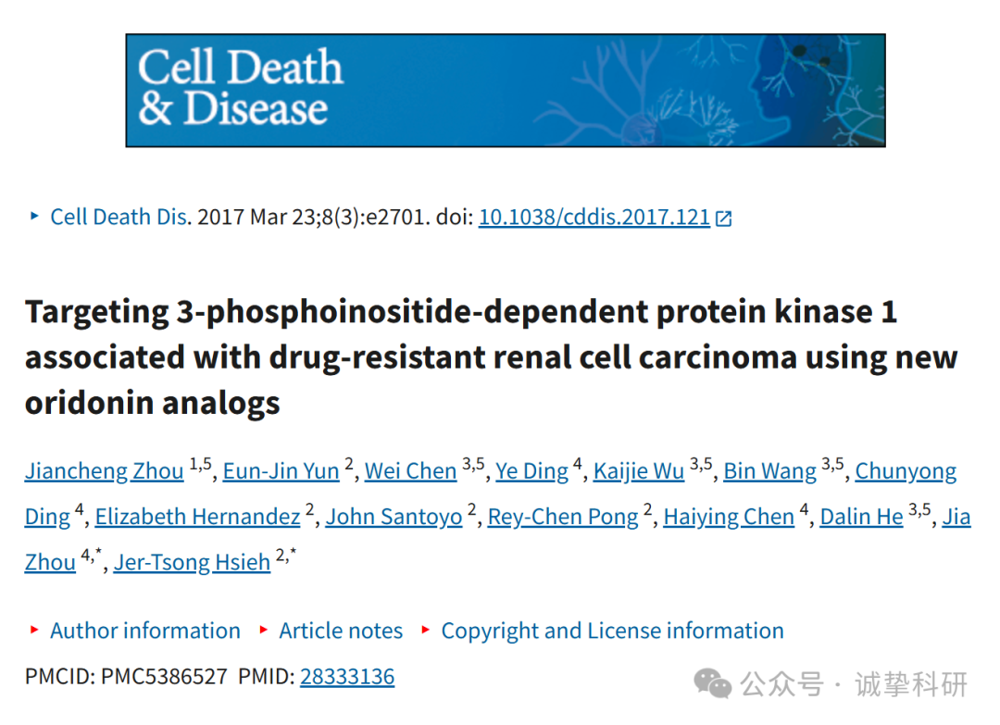 Cell Death
& Disease
Cell Death Dis. 2017 Mar 23;8(3):e2701. doi: 10.1038/cddis.2017.121
Targeting 3-phosphoinositide-dependent protein kinase 1
associated with drug-resistant renal cell carcinoma using new
oridonin analogs
Jiancheng Zhou 1,5, Eun-Jin Yun 2, Wei Chen 3,5, Ye Ding 4, Kaijie Wu 3,5, Bin Wang 3,5, Chunyong
Ding 4, Elizabeth Hernandez 2, John Santoyo 2, Rey-Chen Pong 2, Haiying Chen 4, Dalin He 3,5, Jia
Zhou 4,*, Jer-Tsong Hsieh 2,*
Author information Article notes Copyright and License information
PMCID: PMC5386527 PMID: 28333136
公众号 · 诚挚科研